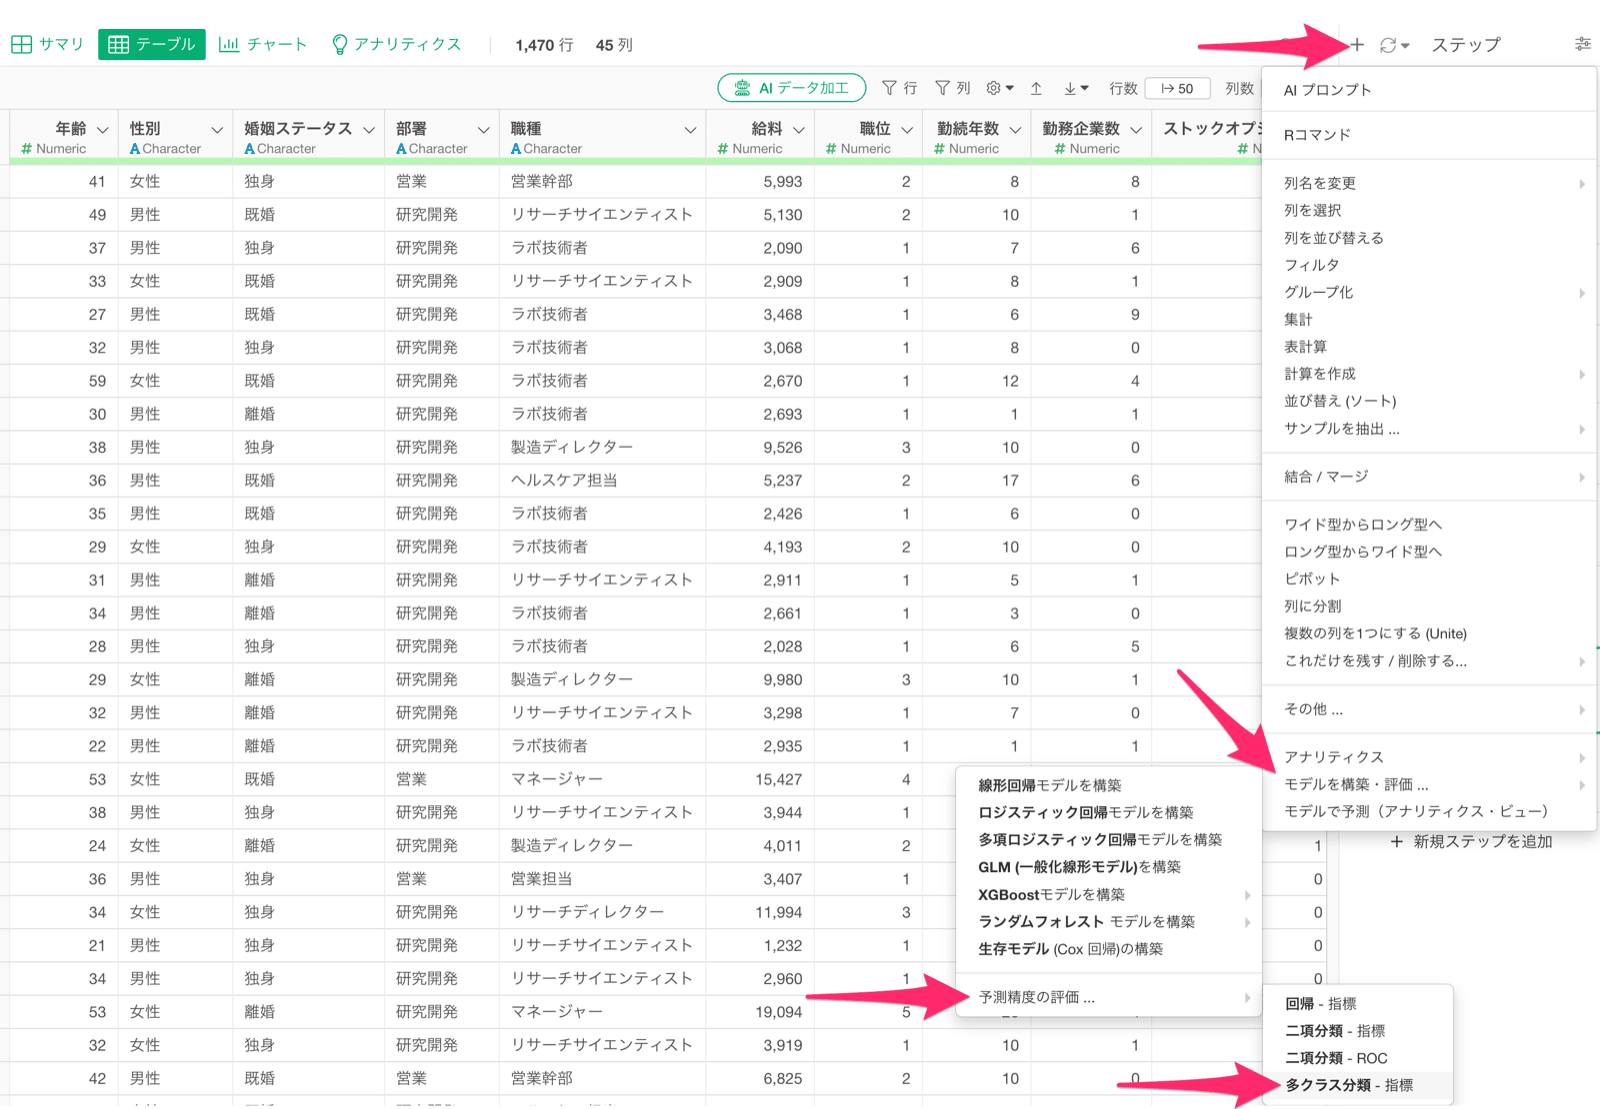 サマリ テーブル チャート アナリティクス 1,470 行 45 列 ステップ
AI データ加工 行 列 行数 50 列数
年齢 性別 婚姻ステータス 部署 職種 給料 職位 勤続年数 勤務企業数 ストックオプシ
# Numeric A Character A Character A Character A Character # Numeric # Numeric # Numeric # Numeric # N
41 女性 独身 営業 営業幹部 5,993 2 8 8
49 男性 既婚 研究開発 リサーチサイエンティスト 5,130 2 10 1
37 男性 独身 研究開発 ラボ技術者 2,090 1 7 6
33 女性 既婚 研究開発 リサーチサイエンティスト 2,909 1 8 1
27 男性 既婚 研究開発 ラボ技術者 3,468 1 6 9
32 男性 独身 研究開発 ラボ技術者 3,068 1 8 0
59 女性 既婚 研究開発 ラボ技術者 2,670 1 12 4
30 男性 離婚 研究開発 ラボ技術者 2,693 1 1 1
38 男性 独身 研究開発 製造ディレクター 9,526 3 10 0
36 男性 既婚 研究開発 ヘルスケア担当 5,237 2 17 6
35 男性 既婚 研究開発 ラボ技術者 2,426 1 6 0
29 女性 独身 研究開発 ラボ技術者 4,193 2 10 0
31 男性 離婚 研究開発 リサーチサイエンティスト 2,911 1 5 1
34 男性 離婚 研究開発 ラボ技術者 2,661 1 3 0
28 男性 独身 研究開発 ラボ技術者 2,028 1 6 5
29 女性 離婚 研究開発 製造ディレクター 9,980 3 10 1
32 男性 離婚 研究開発 リサーチサイエンティスト 3,298 1 7 0
22 男性 離婚 研究開発 ラボ技術者 2,935 1 1 1
53 女性 既婚 営業 マネージャー 15,427 4
38 男性 独身 研究開発 リサーチサイエンティスト 3,944 1
24 女性 離婚 研究開発 製造ディレクター 4,011 2 1
36 男性 独身 営業 営業担当 3,407 1 0
34 女性 独身 研究開発 リサーチディレクター 11,994 3 0
21 男性 独身 研究開発 リサーチサイエンティスト 1,232 1 0
34 男性 独身 研究開発 リサーチサイエンティスト 2,960 1 0
53 女性 離婚 研究開発 マネージャー 19,094 5
32 女性 独身 研究開発 リサーチサイエンティスト 3,919 1 10 1
42 男性 既婚 営業 営業幹部 6,825 2 10 0
AI プロンプト
Rコマンド
列名を変更
列を選択
列を並び替える
フィルタ
グループ化
集計
表計算
計算を作成
並び替え (ソート)
サンプルを抽出 ...
結合 / マージ
ワイド型からロング型へ
ロング型からワイド型へ
ピボット
列に分割
複数の列を1つにする (Unite)
これだけを残す / 削除する...
その他 ...
アナリティクス
モデルを構築・評価 ...
モデルで予測（アナリティクス・ビュー）
+ 新規ステップを追加
線形回帰モデルを構築
ロジスティック回帰モデルを構築
多項ロジスティック回帰モデルを構築
GLM (一般化線形モデル)を構築
XGBoostモデルを構築
ランダムフォレスト モデルを構築
生存モデル (Cox 回帰)の構築
予測精度の評価 ...
回帰 - 指標
二項分類 - 指標
二項分類 - ROC
多クラス分類 - 指標